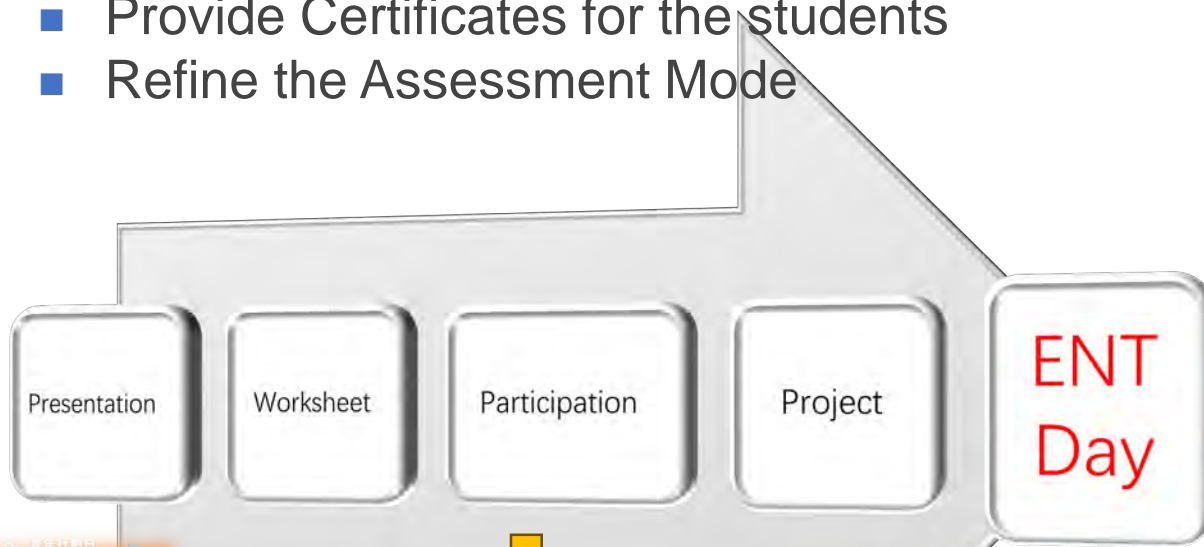 Provide Certificates for the students
Refine the Assessment Mode
Presentation
Worksheet
Participation
Project
ENT
Day